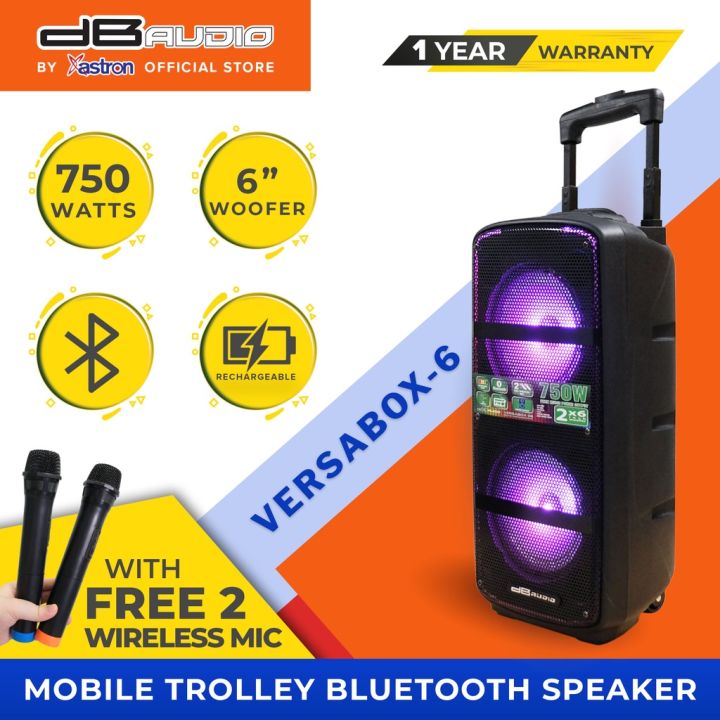 dB AUDIO
BY astron OFFICIAL STORE
1 YEAR WARRANTY
750
WATTS
6”
WOOFER
RECHARGEABLE
VERSABOX-6
750W
2 x6
dB AUDIO
WITH
FREE 2
WIRELESS MIC
MOBILE TROLLEY BLUETOOTH SPEAKER